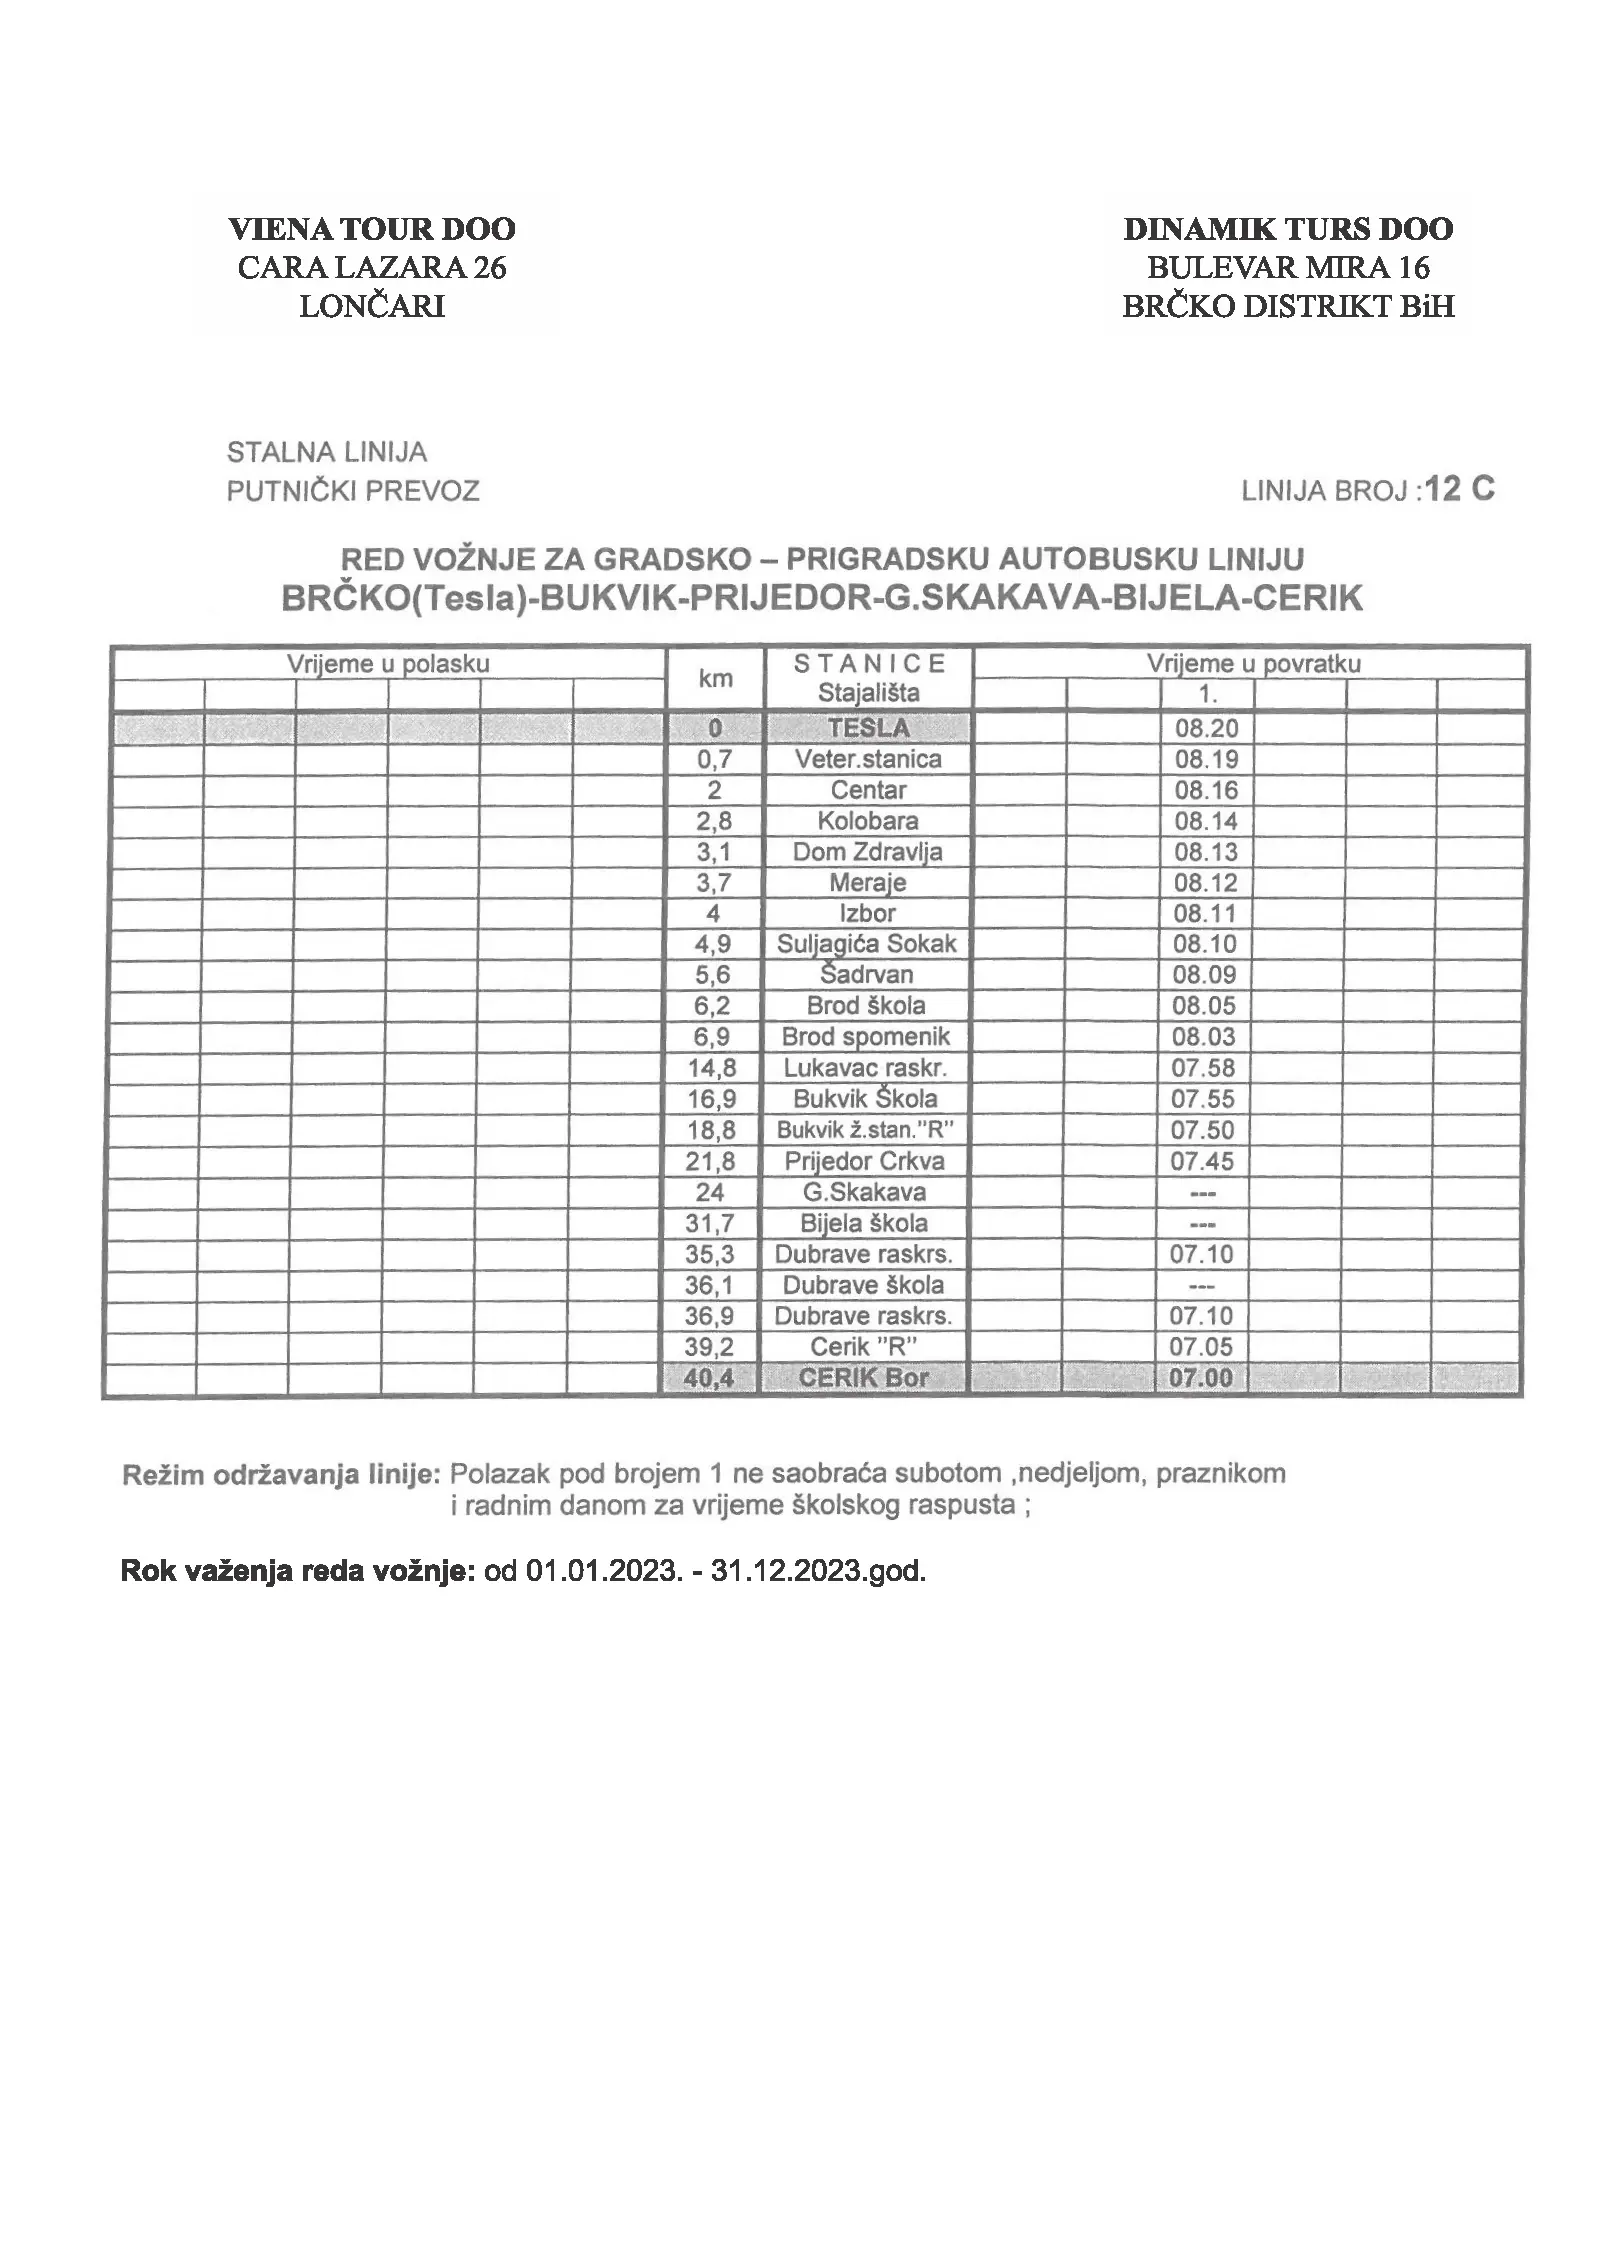 VIENA TOUR DOO
CARA LAZARA 26
LONČARI
DINAMIK TURS DOO
BULEVAR MIRA 16
BRČKO DISTRIKT BiH
STALNA LINIJA
PUTNIČKI PREVOZ
LINIJA BROJ :12 C
RED VOŽNJE ZA GRADSKO – PRIGRADSKU AUTOBUSKU LINIJU
BRČKO(Tesla)-BUKVIK-PRIJEDOR-G.SKAKAVA-BIJELA-CERIK
Vrijeme u polasku km STANICE Vrijeme u povratku
Stajališta 1.
0 TESLA 08.20
0,7 Veter.stanica 08.19
2 Centar 08.16
2,8 Kolobara 08.14
3,1 Dom Zdravlja 08.13
3,7 Meraje 08.12
4 Izbor 08.11
4,9 Suljagića Sokak 08.10
5,6 Šadrvan 08.09
6,2 Brod škola 08.05
6,9 Brod spomenik 08.03
14,8 Lukavac raskr. 07.58
16,9 Bukvik Škola 07.55
18,8 Bukvik ž.stan."R" 07.50
21,8 Prijedor Crkva 07.45
24 G.Skakava ---
31,7 Bijela škola ---
35,3 Dubrave raskrs. 07.10
36,1 Dubrave škola ---
36,9 Dubrave raskrs. 07.10
39,2 Cerik "R" 07.05
40,4 CERIK Bor 07.00
Režim održavanja linije: Polazak pod brojem 1 ne saobraća subotom ,nedjeljom, praznikom
i radnim danom za vrijeme školskog raspusta ;
Rok važenja reda vožnje: od 01.01.2023. - 31.12.2023.god.